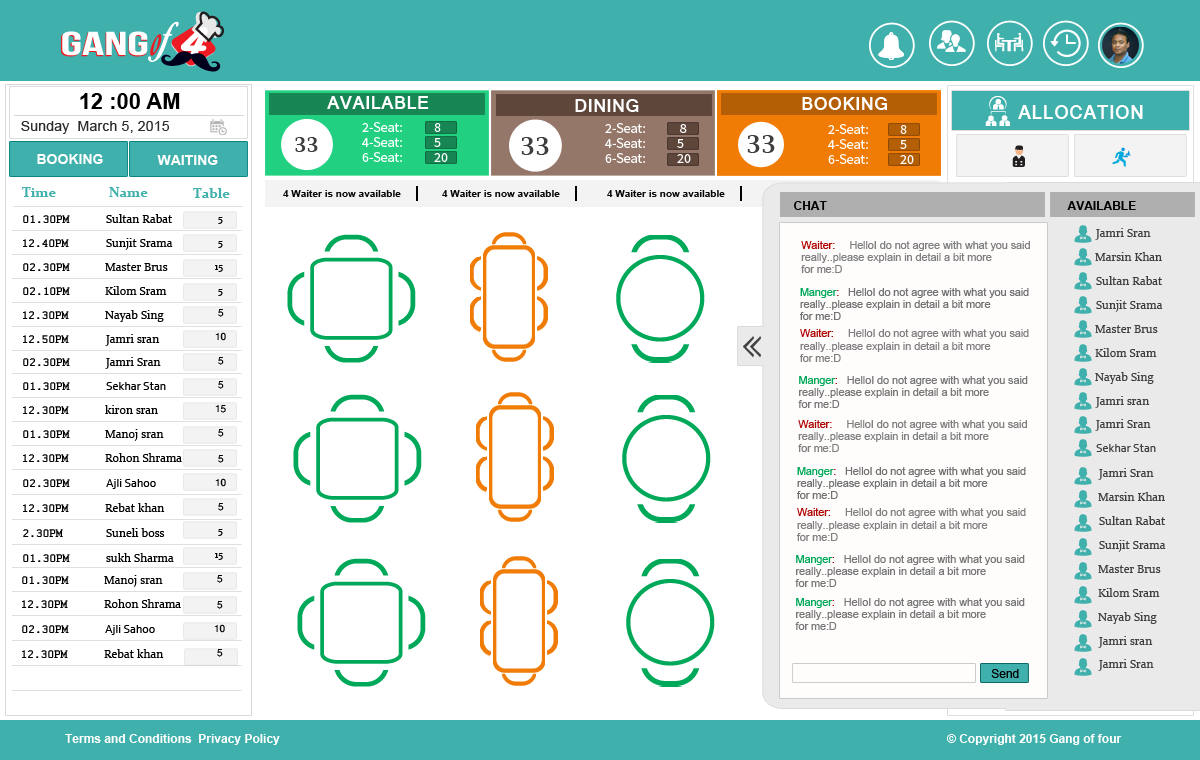 GANG of 4
12 :00 AM
Sunday March 5, 2015
BOOKING WAITING
Time Name Table
01.30PM Sultan Rabat 5
12.40PM Sunjit Srama 5
02.30PM Master Brus 15
02.10PM Kilom Sram 5
12.30PM Nayab Sing 5
12.50PM Jamri sran 10
02.30PM Jamri Sran 5
01.30PM Sekhar Stan 5
12.30PM kiron sran 15
01.30PM Manoj sran 5
12.30PM Rohon Shrama 5
02.30PM Ajli Sahoo 10
12.30PM Rebat khan 5
2.30PM Suneli boss 5
01.30PM sukh Sharma 15
01.30PM Manoj sran 5
12.30PM Rohon Shrama 5
02.30PM Ajli Sahoo 10
12.30PM Rebat khan 5
AVAILABLE
33
2-Seat: 8
4-Seat: 5
6-Seat: 20
DINING
33
2-Seat: 8
4-Seat: 5
6-Seat: 20
BOOKING
33
2-Seat: 8
4-Seat: 5
6-Seat: 20
4 Waiter is now available
4 Waiter is now available
4 Waiter is now available
ALLOCATION
CHAT
Waiter: HelloI do not agree with what you said
really..please explain in detail a bit more
for me:D
Manger: HelloI do not agree with what you said
really..please explain in detail a bit more
for me:D
Waiter: HelloI do not agree with what you said
really..please explain in detail a bit more
for me:D
Manger: HelloI do not agree with what you said
really..please explain in detail a bit more
for me:D
Waiter: HelloI do not agree with what you said
really..please explain in detail a bit more
for me:D
Manger: HelloI do not agree with what you said
really..please explain in detail a bit more
for me:D
Waiter: HelloI do not agree with what you said
really..please explain in detail a bit more
for me:D
Manger: HelloI do not agree with what you said
really..please explain in detail a bit more
for me:D
Manger: HelloI do not agree with what you said
really..please explain in detail a bit more
for me:D
Send
AVAILABLE
Jamri Sran
Marsin Khan
Sultan Rabat
Sunjit Srama
Master Brus
Kilom Sram
Nayab Sing
Jamri sran
Jamri Sran
Sekhar Stan
Jamri Sran
Marsin Khan
Sultan Rabat
Sunjit Srama
Master Brus
Kilom Sram
Nayab Sing
Jamri sran
Jamri Sran
Terms and Conditions Privacy Policy
© Copyright 2015 Gang of four